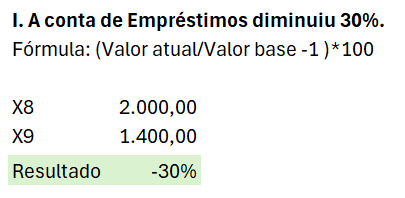 I. A conta de Empréstimos diminuiu 30%.
Fórmula: (Valor atual/Valor base -1 )*100
X8 2.000,00
X9 1.400,00
Resultado -30%